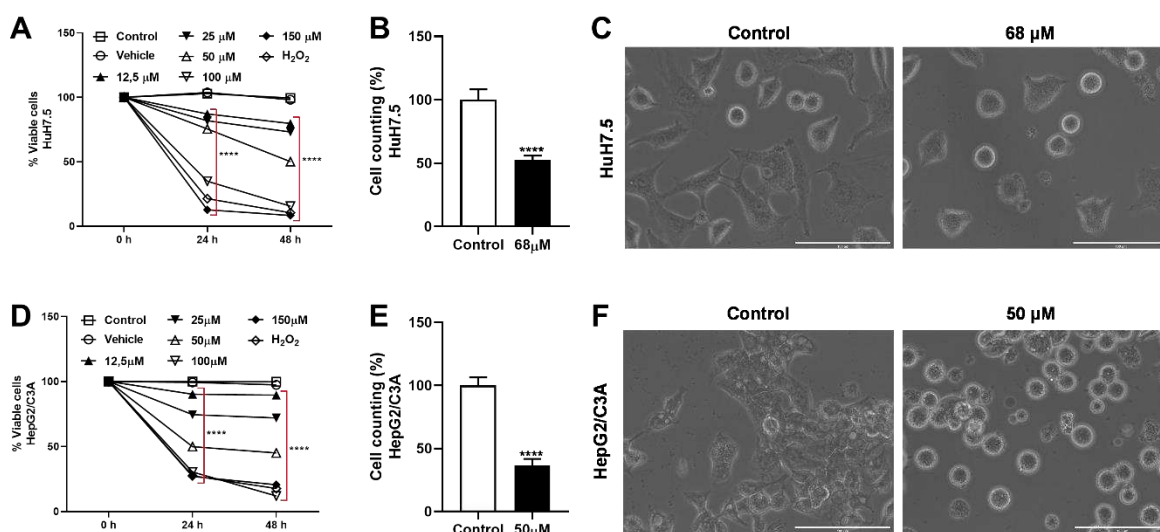 A
Control
25 µM
150 µM
Vehicle
50 µM
H₂O₂
12,5 µM
100 µM
% Viable cells
HuH7.5
150
100
50
0
****
****
0 h
24 h
48 h
B
Cell counting (%)
HuH7.5
150
100
50
0
****
Control
68µM
C
Control
68 µM
HuH7.5
D
Control
25µM
150µM
Vehicle
50µM
H₂O₂
12,5µM
100µM
% Viable cells
HepG2/C3A
150
100
50
0
****
****
0 h
24 h
48 h
E
Cell counting (%)
HepG2/C3A
150
100
50
0
****
Control
50µM
F
Control
50 µM
HepG2/C3A